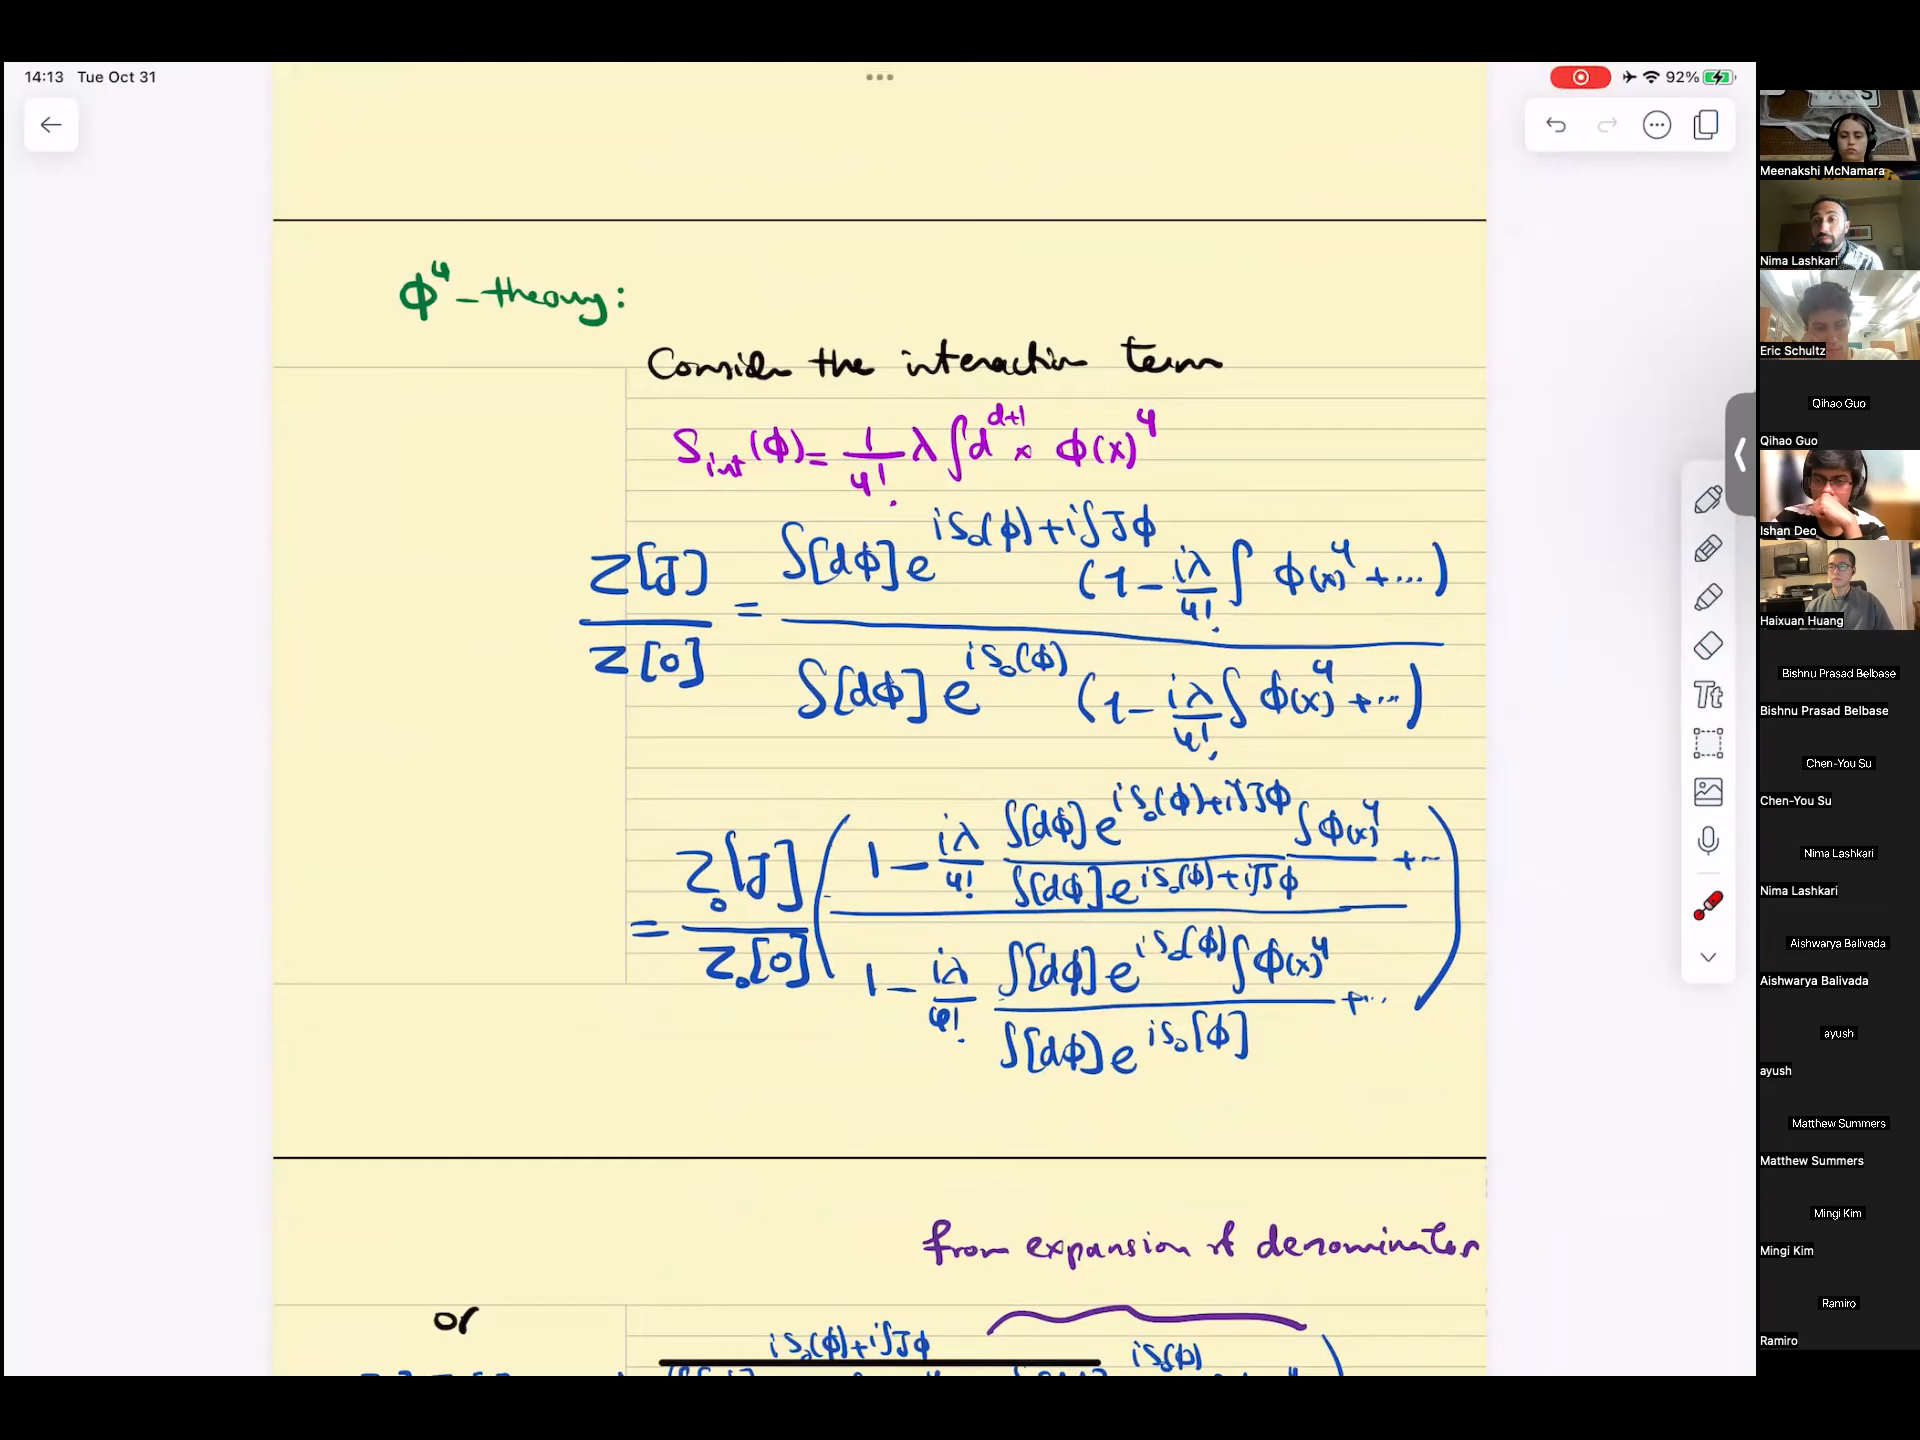 14:13 Tue Oct 31
92%
Φ⁴-theory:
Consider the interaction term
S_int(Φ) = 1/4! λ ∫d^{d+1}x Φ(x)⁴
Z[J]/Z[0] = ∫[dΦ] e^{iS₀(Φ)+i∫JΦ} (1 - iλ/4! ∫ Φ(x)⁴ + ...) / ∫[dΦ] e^{iS₀(Φ)} (1 - iλ/4! ∫ Φ(x)⁴ + ...)
= Z₀[J]/Z₀[0] ( (1 - iλ/4! ∫[dΦ] e^{iS₀(Φ)+i∫JΦ} ∫Φ(x)⁴ / ∫[dΦ] e^{iS₀(Φ)+i∫JΦ} + ...) / (1 - iλ/4! ∫[dΦ] e^{iS₀(Φ)} ∫Φ(x)⁴ / ∫[dΦ] e^{iS₀[Φ]} + ...) )
from expansion of denominator
or
iS₀(Φ)+i∫JΦ iS₀(Φ)
Tt
Meenakshi McNamara
Nima Lashkari
Eric Schultz
Qihao Guo
Qihao Guo
Ishan Deo
Haixuan Huang
Bishnu Prasad Belbase
Bishnu Prasad Belbase
Chen-You Su
Chen-You Su
Nima Lashkari
Nima Lashkari
Aishwarya Balivada
Aishwarya Balivada
ayush
ayush
Matthew Summers
Matthew Summers
Mingi Kim
Mingi Kim
Ramiro
Ramiro